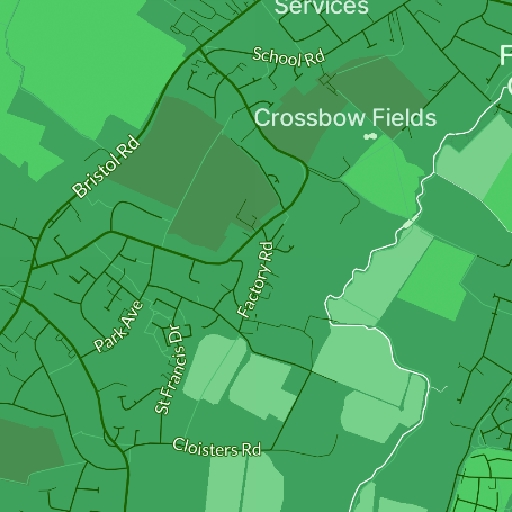 Services
School Rd
F
Crossbow Fields
Bristol Rd
Factory Rd
Park Ave
St Francis Dr
Cloisters Rd